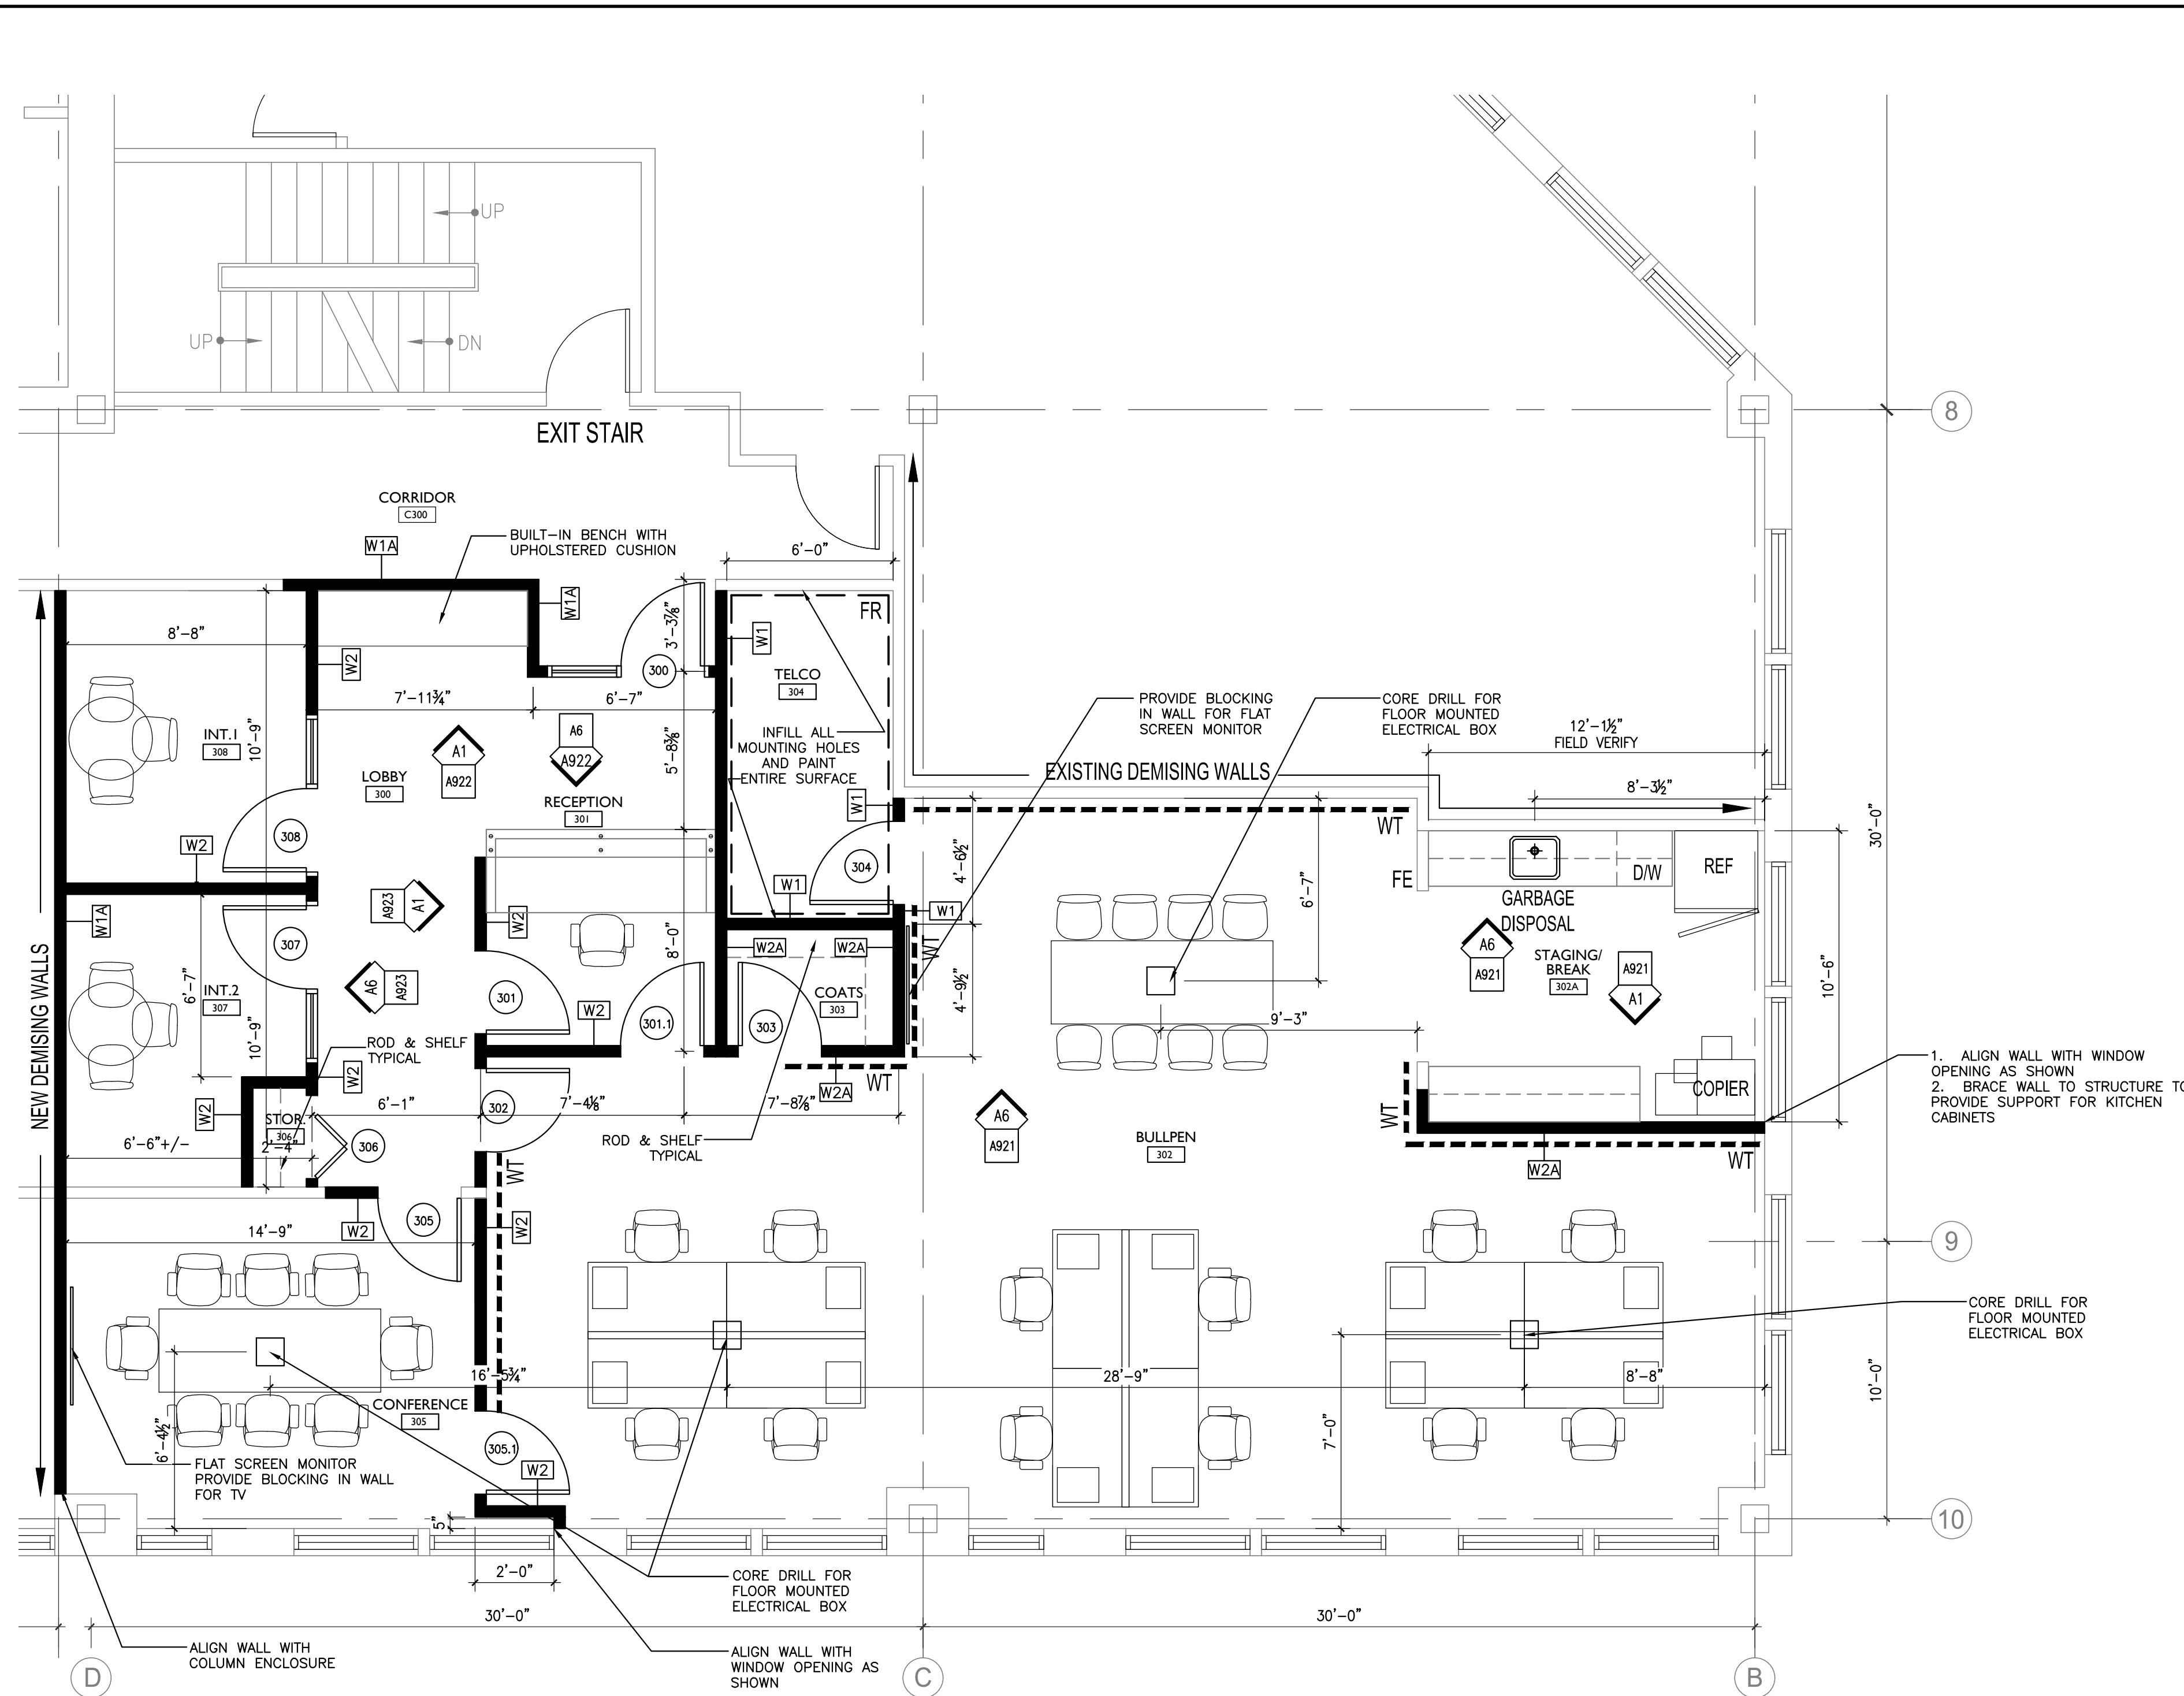 UP
UP
DN
8
EXIT STAIR
CORRIDOR
C300
W1A
BUILT-IN BENCH WITH
UPHOLSTERED CUSHION
6'-0"
W1A
3'-3⅞"
FR
W1
8'-8"
W2
300
TELCO
304
7'-11¾"
6'-7"
PROVIDE BLOCKING
IN WALL FOR FLAT
SCREEN MONITOR
CORE DRILL FOR
FLOOR MOUNTED
ELECTRICAL BOX
12'-1½"
FIELD VERIFY
INT.1
308
10'-9"
A1
A922
A6
A922
5'-8⅜"
INFILL ALL
MOUNTING HOLES
AND PAINT
ENTIRE SURFACE
EXISTING DEMISING WALLS
8'-3½"
LOBBY
300
RECEPTION
301
W1
WT
30'-0"
308
W2
304
4'-6½"
6'-7"
FE
D/W
REF
W1
GARBAGE
DISPOSAL
A923
A1
W1
W1A
W2
307
8'-0"
W2A
W2A
WT
A6
A921
STAGING/
BREAK
302A
A921
A1
10'-6"
NEW DEMISING WALLS
6'-7"
INT.2
307
A6
A923
301
W2
301.1
303
COATS
303
4'-9½"
9'-3"
10'-9"
ROD & SHELF
TYPICAL
W2
WT
W2A
COPIER
1. ALIGN WALL WITH WINDOW
OPENING AS SHOWN
2. BRACE WALL TO STRUCTURE TO
PROVIDE SUPPORT FOR KITCHEN
CABINETS
W2
STOR.
306
6'-1"
302
7'-4⅛"
7'-8⅞"
A6
A921
WT
6'-6"+/-
2'-4"
306
ROD & SHELF
TYPICAL
BULLPEN
302
WT
W2A
WT
305
W2
W2
14'-9"
9
CORE DRILL FOR
FLOOR MOUNTED
ELECTRICAL BOX
16'-5¾"
28'-9"
8'-8"
10'-0"
CONFERENCE
305
6'-4½"
7'-0"
305.1
FLAT SCREEN MONITOR
PROVIDE BLOCKING IN WALL
FOR TV
W2
5"
10
2'-0"
CORE DRILL FOR
FLOOR MOUNTED
ELECTRICAL BOX
30'-0"
30'-0"
ALIGN WALL WITH
COLUMN ENCLOSURE
ALIGN WALL WITH
WINDOW OPENING AS
SHOWN
D
C
B